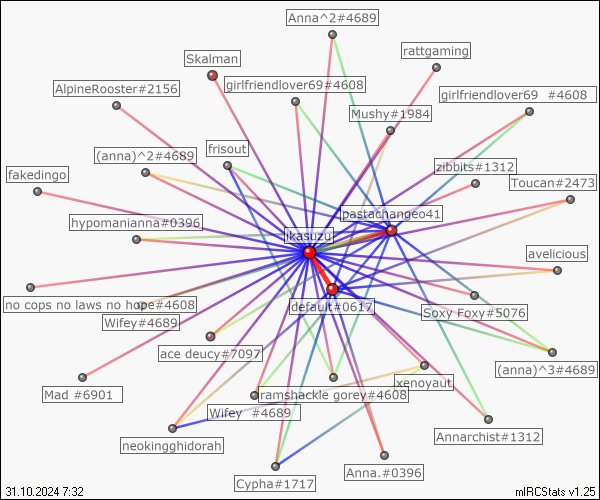 Anna^2#4689
rattgaming
Skalman
AlpineRooster#2156
girlfriendlover69#4608
girlfriendlover69  #4608
Mushy#1984
frisout
(anna)^2#4689
zibits#1312
fakedingo
Toucan#2473
pastachangeo41
hypomanianna#0396
ikasuzu
avelicious
no cops no laws no hope#4608
default#0617
Soxy Foxy#5076
Wifey#4689
ace deucy#7097
(anna)^3#4689
xenoyaut
Mad #6901
ramshackle gorey#4608
Wifey  #4689
Annarchist#1312
neokingghidorah
Anna.#0396
Cypha#1717
31.10.2024 7:32
mIRCStats v1.25